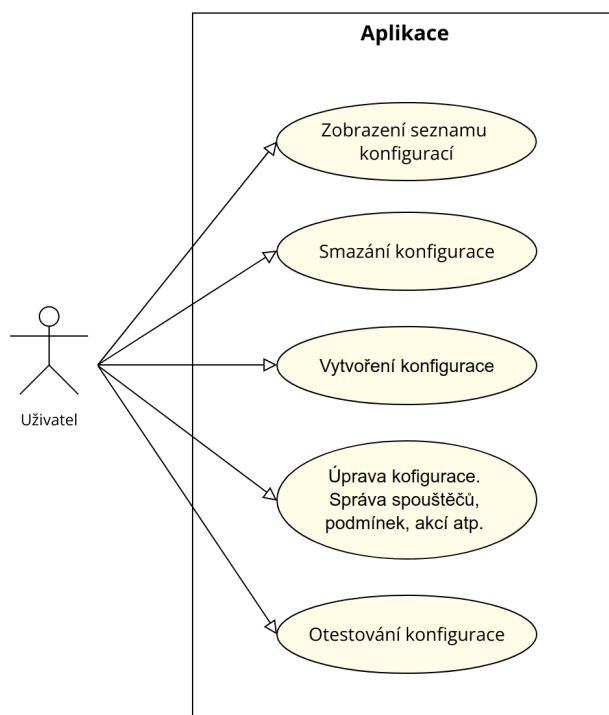 Aplikace
Zobrazení seznamu
konfigurací
Smazání konfigurace
Vytvoření konfigurace
Uživatel
Úprava kofigurace.
Správa spouštěčů,
podmínek, akcí atp.
Otestování konfigurace